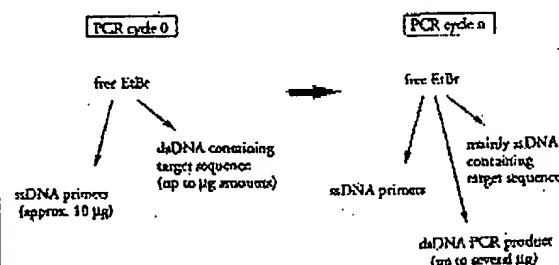 PCR cycle 0
free EtBr
dsDNA containing
target sequence
(up to µg amounts)
ssDNA primers
(approx. 10 µg)
PCR cycle n
free EtBr
mainly ssDNA
containing
target sequence
ssDNA primers
dsDNA PCR product
(up to several µg)